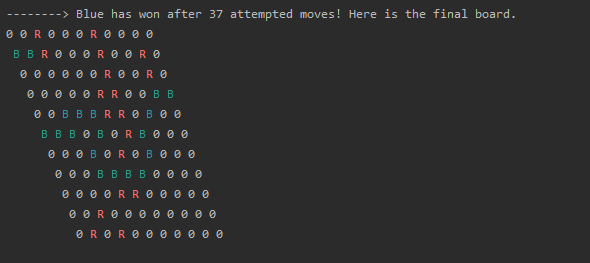 --------> Blue has won after 37 attempted moves! Here is the final board.
0 0 R 0 0 0 R 0 0 0 0
B B R 0 0 0 R 0 0 R 0
0 0 0 0 0 0 R 0 0 R 0
0 0 0 0 0 R R 0 0 B B
0 0 B B B R R 0 B 0 0
B B B 0 B 0 R B 0 0 0
0 0 0 B 0 R 0 B 0 0 0
0 0 0 B B B B 0 0 0 0
0 0 0 0 R R 0 0 0 0 0
0 0 R 0 0 0 0 0 0 0 0
0 R 0 R 0 0 0 0 0 0 0